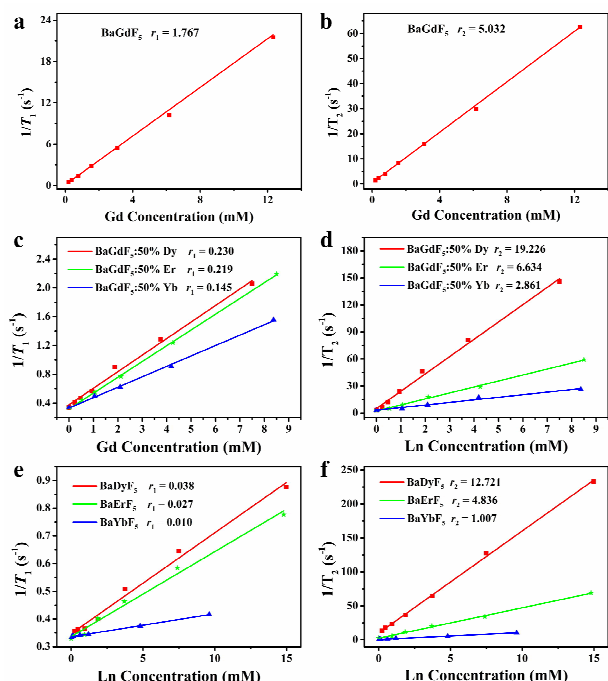 a
BaGdF5 r1 = 1.767
24
18
12
6
0
1/T1 (s-1)
0 3 6 9 12
Gd Concentration (mM)
b
BaGdF5 r2 = 5.032
60
50
40
30
20
10
0
1/T2 (s-1)
0 3 6 9 12
Gd Concentration (mM)
c
BaGdF5:50% Dy r1 = 0.230
BaGdF5:50% Er r1 = 0.219
BaGdF5:50% Yb r1 = 0.145
2.4
2.0
1.6
1.2
0.8
0.4
1/T1 (s-1)
0 1 2 3 4 5 6 7 8 9
Gd Concentration (mM)
d
BaGdF5:50% Dy r2 = 19.226
BaGdF5:50% Er r2 = 6.634
BaGdF5:50% Yb r2 = 2.861
180
150
120
90
60
30
0
1/T2 (s-1)
0 1 2 3 4 5 6 7 8 9
Ln Concentration (mM)
e
BaDyF5 r1 = 0.038
BaErF5 r1 = 0.027
BaYbF5 r1 0.010
0.9
0.8
0.7
0.6
0.5
0.4
0.3
1/T1 (s-1)
0 5 10 15
Ln Concentration (mM)
f
BaDyF5 r2 = 12.721
BaErF5 r2 = 4.836
BaYbF5 r2 = 1.007
250
200
150
100
50
0
1/T2 (s-1)
0 5 10 15
Ln Concentration (mM)